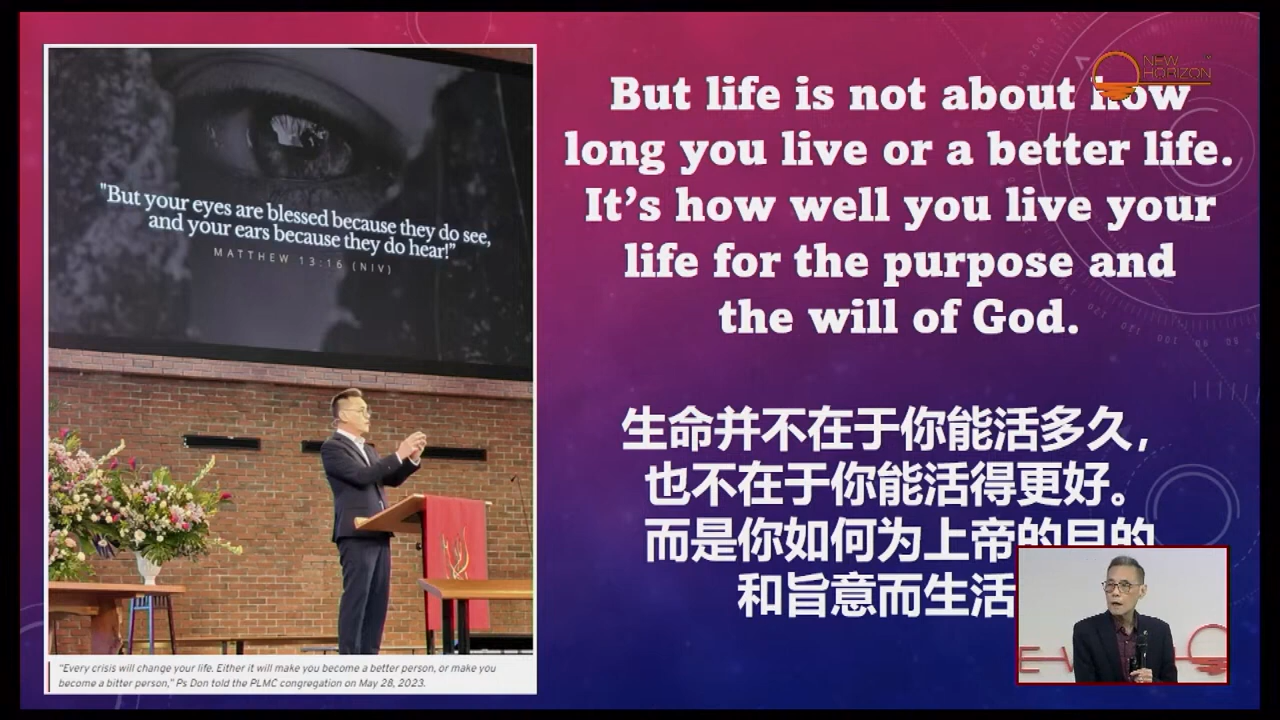 "But your eyes are blessed because they do see,
and your ears because they do hear!"
MATTHEW 13:16 (NIV)
"Every crisis will change your life. Either it will make you become a better person, or make you
become a bitter person," Ps Don told the PLMC congregation on May 28, 2023.
NEW
HORIZON
But life is not about how
long you live or a better life.
It's how well you live your
life for the purpose and
the will of God.
生命并不在于你能活多久，
也不在于你能活得更好。
而是你如何为上帝的目的
和旨意而生活